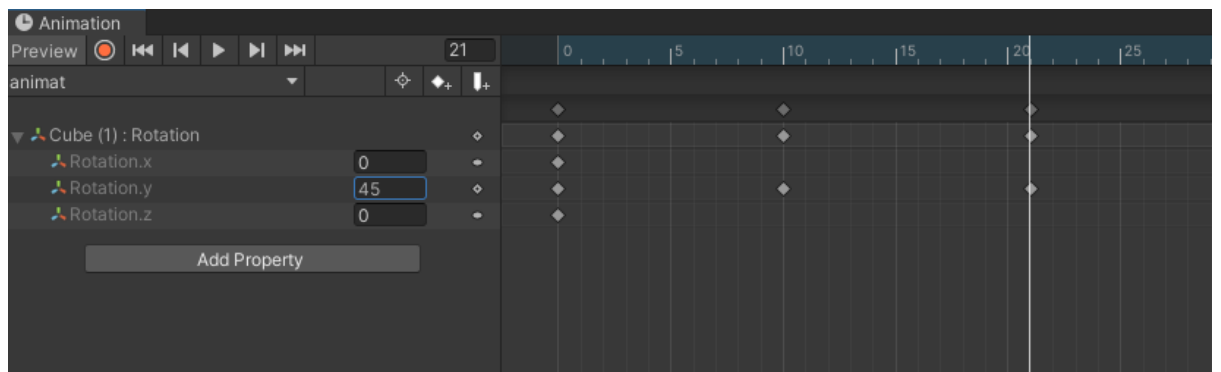 Animation
Preview 21 0 5 10 15 20 25
animat
Cube (1) : Rotation
Rotation.x 0
Rotation.y 45
Rotation.z 0
Add Property